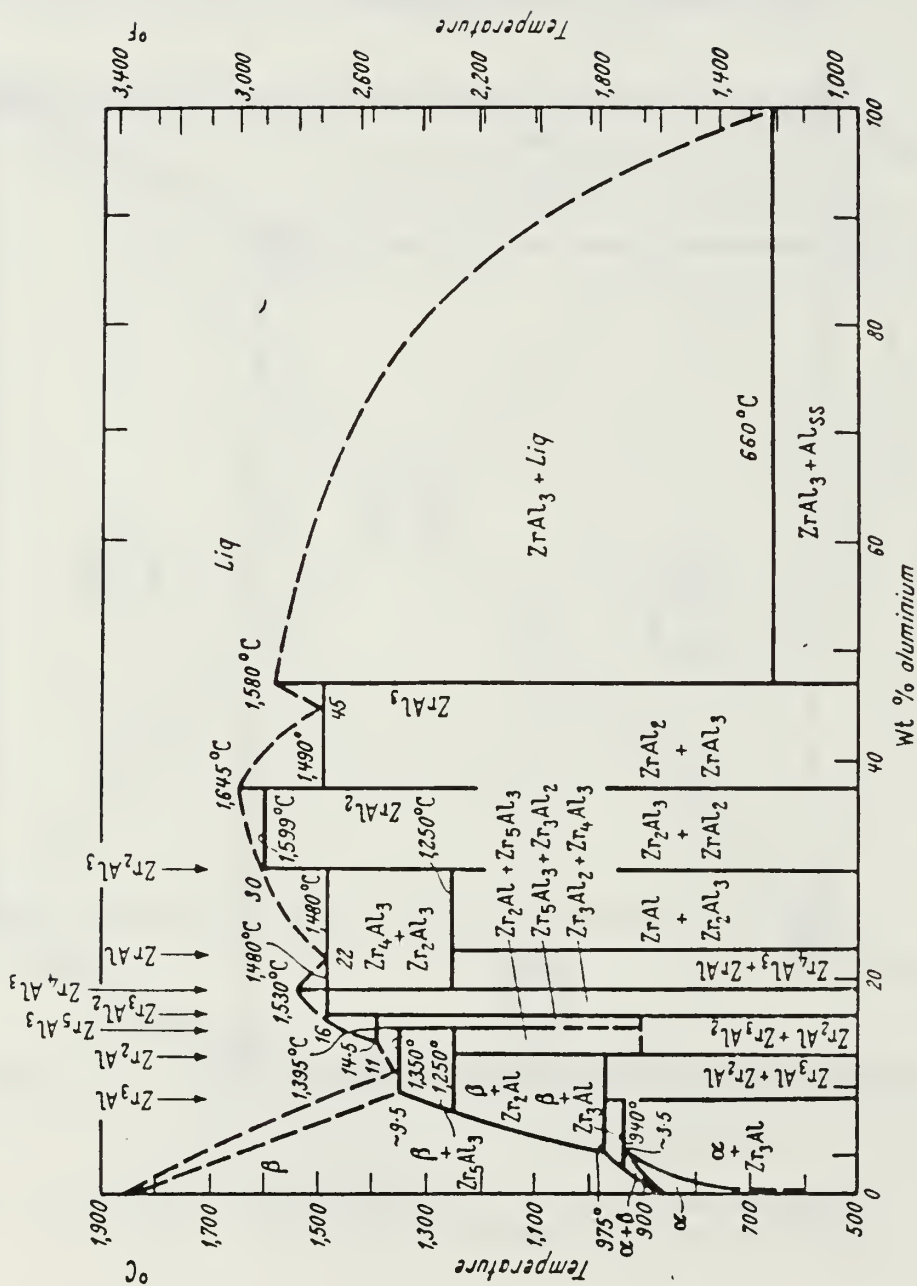 °C
1,900
1,700
1,500
1,300
1,100
900
700
500
Temperature
°F
3,400
3,000
2,600
2,200
1,800
1,400
1,000
Temperature
Zr₃Al
Zr₂Al
Zr₅Al₃
Zr₃Al₂
Zr₄Al₃
ZrAl
Zr₂Al₃
Liq
β
~9·5
1,395°C
14·5
11
16
1,530°C
1,480°C
30
22
1,480°C
1,645°C
1,599°C
1,580°C
1,490°
45
1,350°
1,250°
1,250°C
Zr₄Al₃
+
Zr₂Al₃
ZrAl₂
ZrAl₃
ZrAl₃ + Liq
β
+
Zr₅Al₃
β
+
Zr₂Al
β
+
Zr₃Al
Zr₂Al + Zr₅Al₃
Zr₅Al₃ + Zr₃Al₂
Zr₃Al₂ + Zr₄Al₃
975°
940°
~3·5
α+β
α
α
+
Zr₃Al
Zr₃Al + Zr₂Al
Zr₂Al + Zr₃Al₂
Zr₄Al₃ + ZrAl
ZrAl
+
Zr₂Al₃
Zr₂Al₃
+
ZrAl₂
ZrAl₂
+
ZrAl₃
660°C
ZrAl₃ + Alss
0
20
40
60
80
100
Wt % aluminium